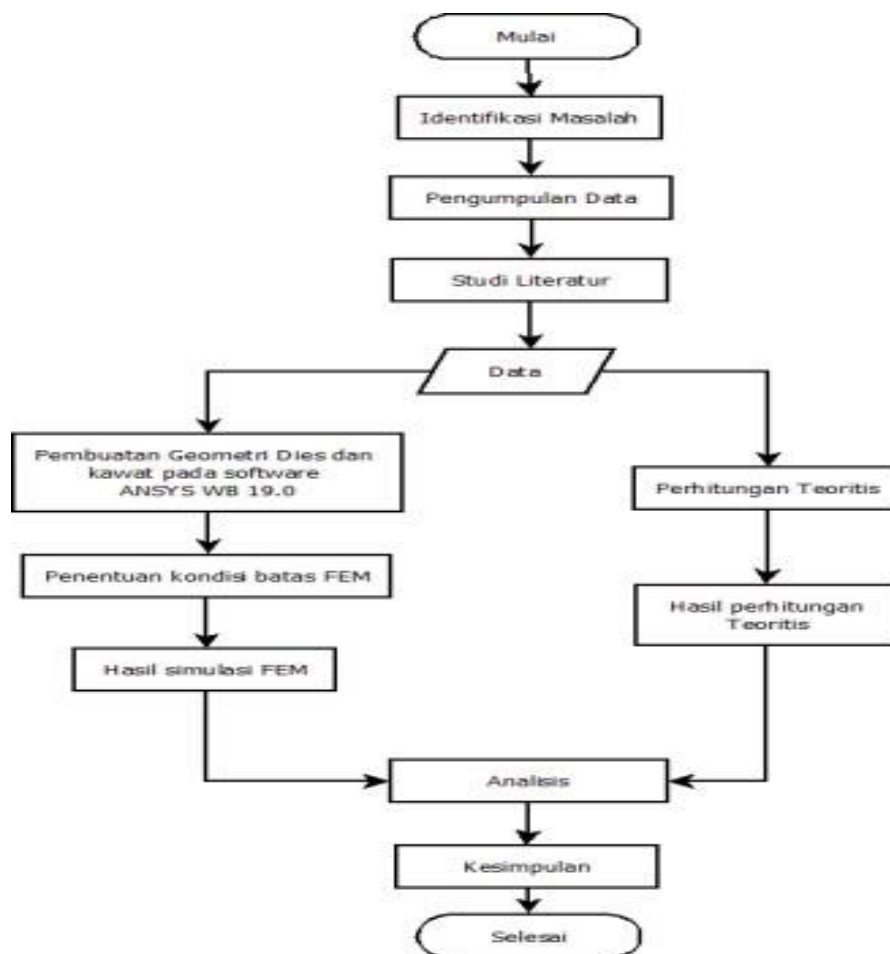 Mulai
Identifikasi Masalah
Pengumpulan Data
Studi Literatur
Data
Pembuatan Geometri Dies dan
kawat pada software
ANSYS WB 19.0
Penentuan kondisi batas FEM
Hasil simulasi FEM
Perhitungan Teoritis
Hasil perhitungan
Teoritis
Analisis
Kesimpulan
Selesai